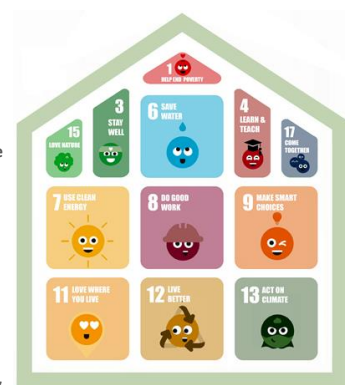 1
HELP END POVERTY
15
LOVE NATURE
3
STAY
WELL
6
SAVE
WATER
4
LEARN &
TEACH
17
COME
TOGETHER
7
USE CLEAN
ENERGY
8
DO GOOD
WORK
9
MAKE SMART
CHOICES
11
LOVE WHERE
YOU LIVE
12
LIVE
BETTER
13
ACT ON
CLIMATE